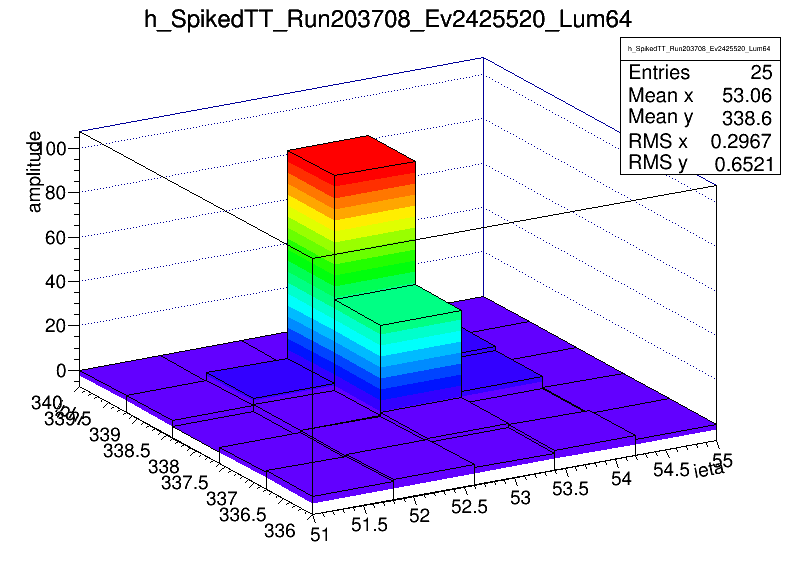 h_SpikedTT_Run203708_Ev2425520_Lum64
h_SpikedTT_Run203708_Ev2425520_Lum64
Entries 25
Mean x 53.06
Mean y 338.6
RMS x 0.2967
RMS y 0.6521
amplitude
100
80
60
40
20
0
340
339.5
339
338.5
338
337.5
337
336.5
336
51
51.5
52
52.5
53
53.5
54
54.5
55
ieta